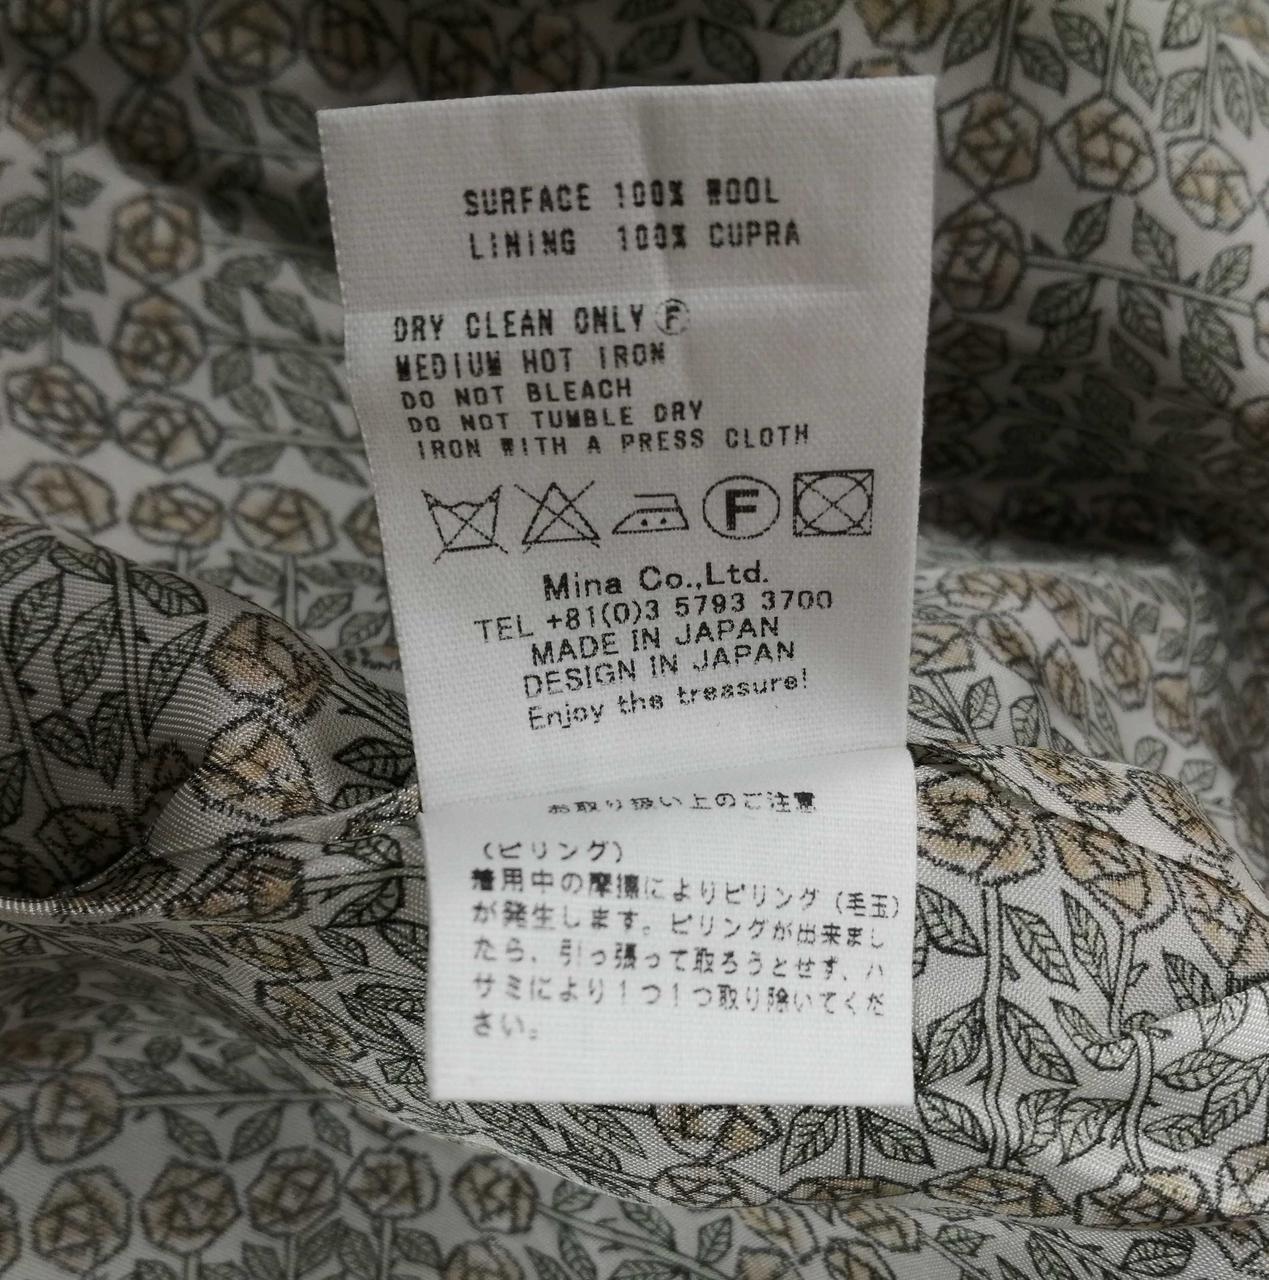 SURFACE 100% WOOL
LINING 100% CUPRA
DRY CLEAN ONLY Ⓕ
MEDIUM HOT IRON
DO NOT BLEACH
DO NOT TUMBLE DRY
IRON WITH A PRESS CLOTH
F
Mina Co.,Ltd.
TEL +81(0)3 5793 3700
MADE IN JAPAN
DESIGN IN JAPAN
Enjoy the treasure!
お取り扱い上のご注意
(ピリング)
着用中の摩擦によりピリング(毛玉)
が発生します。ピリングが出来まし
たら、引っ張って取ろうとせず、ハ
サミにより1つ1つ取り除いてくだ
さい。